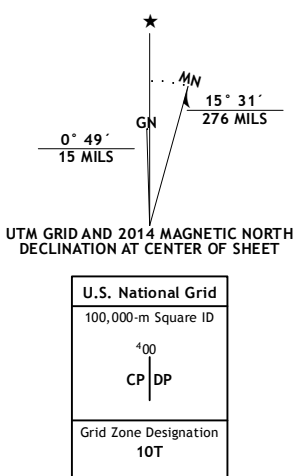 ★
MN
15° 31´
276 MILS
GN
0° 49´
15 MILS
UTM GRID AND 2014 MAGNETIC NORTH
DECLINATION AT CENTER OF SHEET
U.S. National Grid
100,000-m Square ID
⁴00
CP DP
Grid Zone Designation
10T